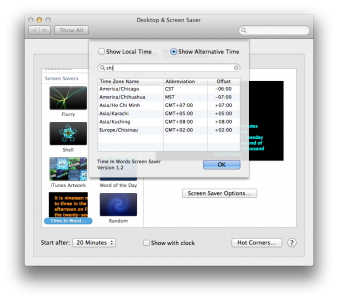 Desktop & Screen Saver
Show All
Show Local Time
Show Alternative Time
chi
Screen Savers
Time Zone Name Abbreviation Offset
America/Chicago CST -06:00
America/Chihuahua MST -07:00
Asia/Ho Chi Minh GMT+07:00 +07:00
Asia/Karachi GMT+05:00 +05:00
Asia/Kuching GMT+08:00 +08:00
Europe/Chisinau GMT+02:00 +02:00
Flurry
Shell
Time In Words Screen Saver
Version 1.2
OK
iTunes Artwork
Word of the Day
It is nineteen
to three in the
afternoon on
the twenty-
Time In Word...
Random
Screen Saver Options...
Start after: 20 Minutes
Show with clock
Hot Corners...
?